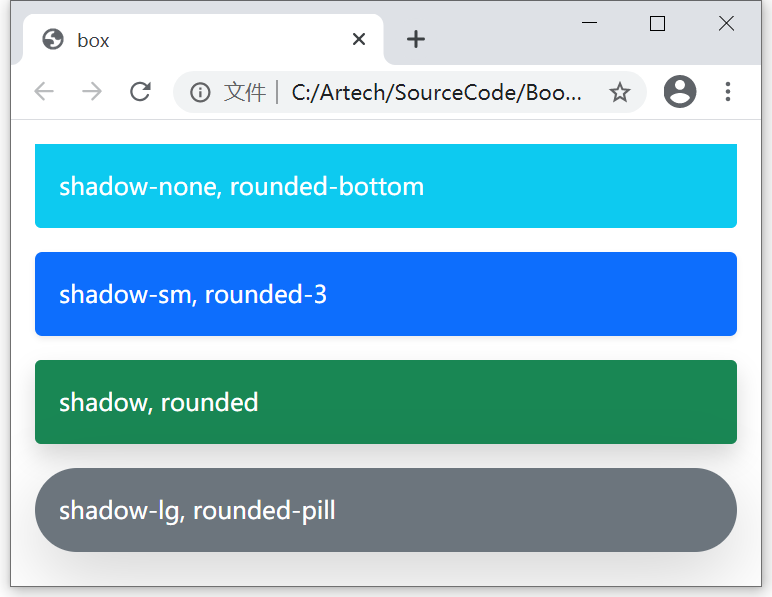 box
文件 | C:/Artech/SourceCode/Boo...
shadow-none, rounded-bottom
shadow-sm, rounded-3
shadow, rounded
shadow-lg, rounded-pill